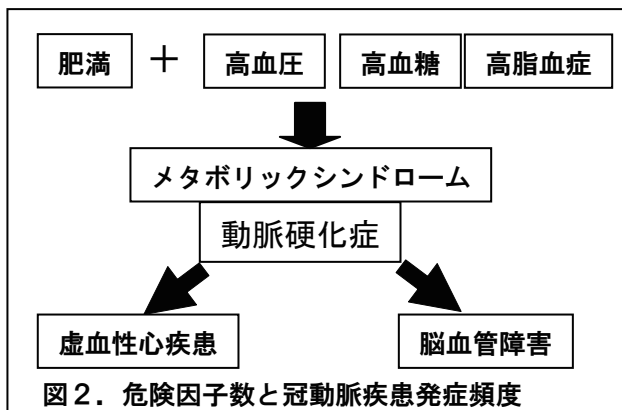 肥満 ＋ 高血圧 高血糖 高脂血症
メタボリックシンドローム
動脈硬化症
虚血性心疾患 脳血管障害
図２．危険因子数と冠動脈疾患発症頻度